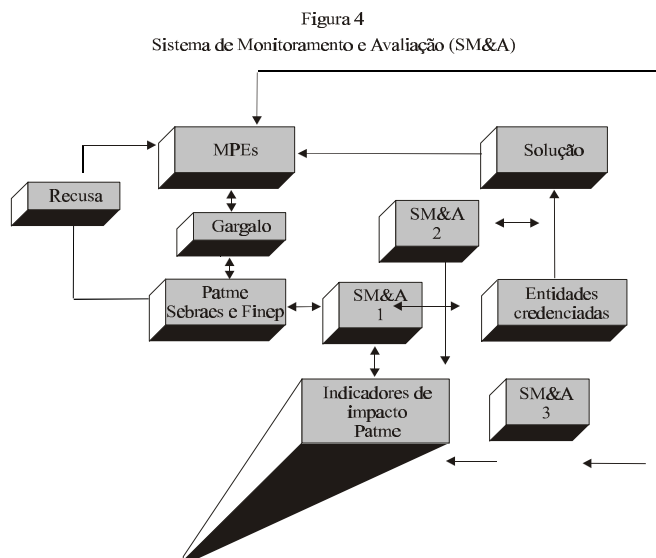 Figura 4
Sistema de Monitoramento e Avaliação (SM&A)
MPEs
Solução
Recusa
Gargalo
SM&A
2
Patme
Sebraes e Finep
SM&A
1
Entidades
credenciadas
Indicadores de
impacto
Patme
SM&A
3